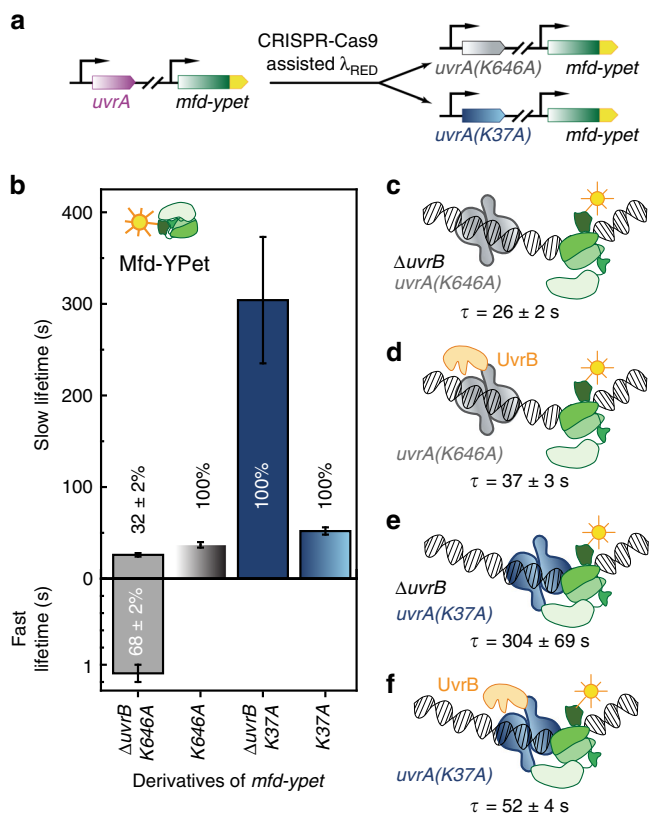 a
CRISPR-Cas9
assisted λRED
uvrA
mfd-ypet
uvrA(K646A)
mfd-ypet
uvrA(K37A)
mfd-ypet
b
Mfd-YPet
Slow lifetime (s)
Fast
lifetime (s)
400
300
200
100
0
1
32 ± 2%
68 ± 2%
100%
100%
100%
ΔuvrB
K646A
K646A
ΔuvrB
K37A
K37A
Derivatives of mfd-ypet
c
ΔuvrB
uvrA(K646A)
τ = 26 ± 2 s
d
UvrB
uvrA(K646A)
τ = 37 ± 3 s
e
ΔuvrB
uvrA(K37A)
τ = 304 ± 69 s
f
UvrB
uvrA(K37A)
τ = 52 ± 4 s